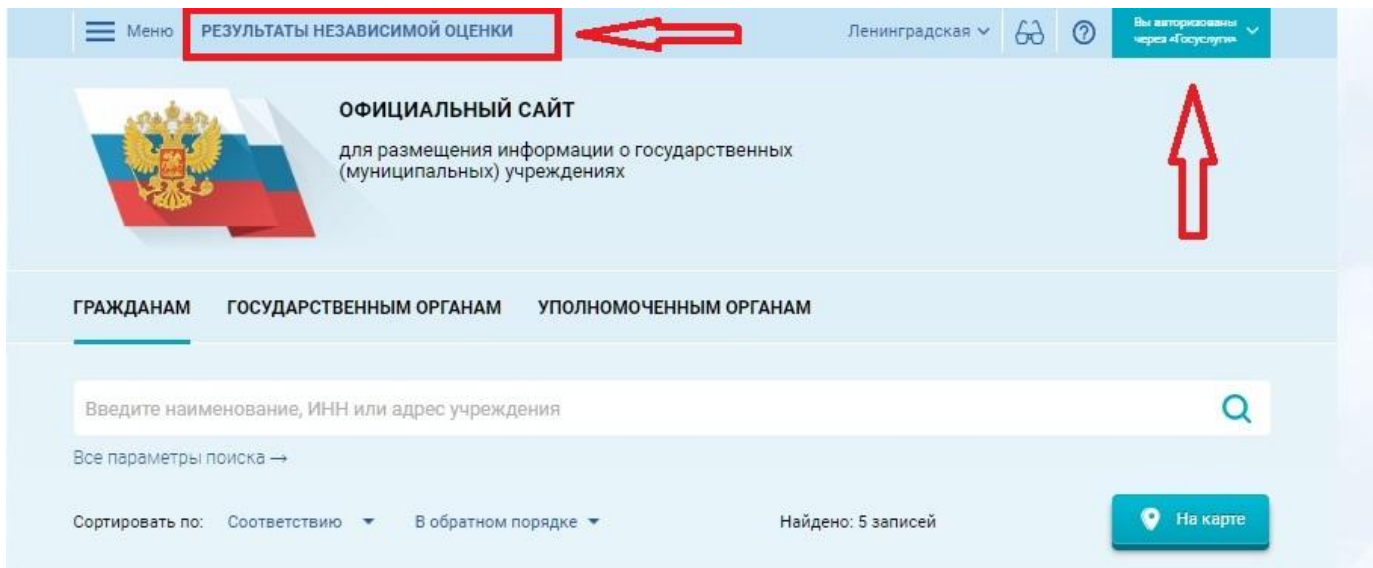 Меню РЕЗУЛЬТАТЫ НЕЗАВИСИМОЙ ОЦЕНКИ Ленинградская Вы авторизованы
через «Госуслуги»
ОФИЦИАЛЬНЫЙ САЙТ
для размещения информации о государственных
(муниципальных) учреждениях
ГРАЖДАНАМ ГОСУДАРСТВЕННЫМ ОРГАНАМ УПОЛНОМОЧЕННЫМ ОРГАНАМ
Введите наименование, ИНН или адрес учреждения
Все параметры поиска →
Сортировать по: Соответствию В обратном порядке Найдено: 5 записей На карте